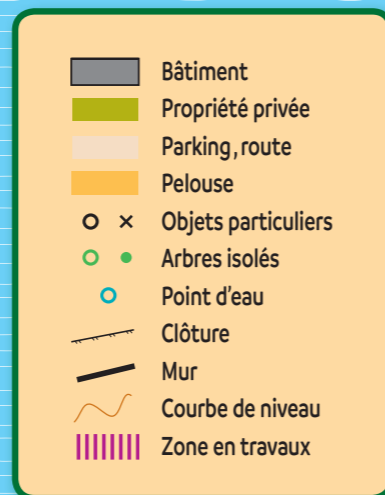 Bâtiment
Propriété privée
Parking, route
Pelouse
Objets particuliers
Arbres isolés
Point d'eau
Clôture
Mur
Courbe de niveau
Zone en travaux